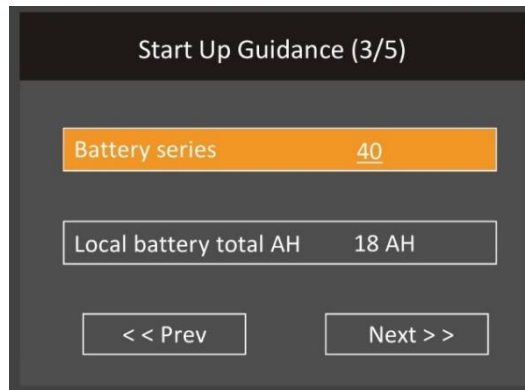 Start Up Guidance (3/5)
Battery series 40
Local battery total AH 18 AH
< < Prev Next > >